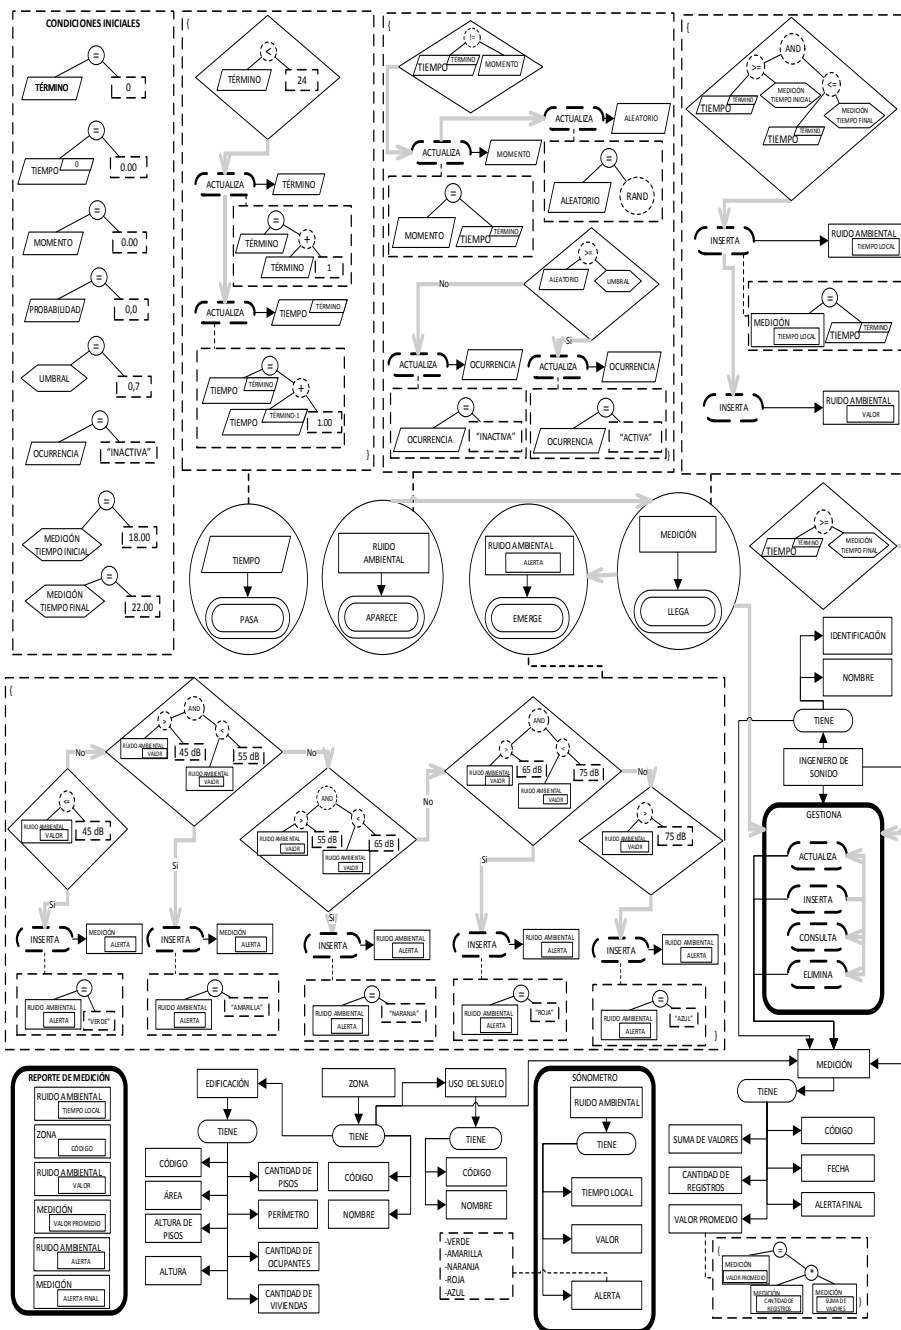 CONDICIONES INICIALES
=
TÉRMINO
0
=
TIEMPO
0
0.00
=
MOMENTO
0.00
=
PROBABILIDAD
0,0
=
UMBRAL
0,7
=
OCURRENCIA
“INACTIVA”
=
MEDICIÓN
TIEMPO INICIAL
18.00
=
MEDICIÓN
TIEMPO FINAL
22.00
{
<
TÉRMINO
24
ACTUALIZA
TÉRMINO
=
TÉRMINO
+
TÉRMINO
1
ACTUALIZA
TIEMPO
TÉRMINO
=
TIEMPO
TÉRMINO
+
TIEMPO
TÉRMINO-1
1.00
}
{
!=
TIEMPO
TÉRMINO
MOMENTO
ACTUALIZA
ALEATORIO
ACTUALIZA
MOMENTO
=
ALEATORIO
RAND
=
MOMENTO
TIEMPO
TÉRMINO
>=
ALEATORIO
UMBRAL
No
Si
ACTUALIZA
OCURRENCIA
ACTUALIZA
OCURRENCIA
=
OCURRENCIA
“INACTIVA”
=
OCURRENCIA
“ACTIVA”
}
{
AND
>=
<=
TIEMPO
TÉRMINO
MEDICIÓN
TIEMPO INICIAL
TIEMPO
TÉRMINO
MEDICIÓN
TIEMPO FINAL
INSERTA
RUIDO AMBIENTAL
TIEMPO LOCAL
=
MEDICIÓN
TIEMPO LOCAL
TIEMPO
TÉRMINO
INSERTA
RUIDO AMBIENTAL
VALOR
TIEMPO
PASA
RUIDO
AMBIENTAL
APARECE
RUIDO AMBIENTAL
ALERTA
EMERGE
MEDICIÓN
LLEGA
>=
TIEMPO
TÉRMINO
MEDICIÓN
TIEMPO FINAL
IDENTIFICACIÓN
NOMBRE
TIENE
INGENIERO DE
SONIDO
GESTIONA
ACTUALIZA
INSERTA
CONSULTA
ELIMINA
{
<=
RUIDO AMBIENTAL
VALOR
45 dB
No
Si
AND
>
<
RUIDO AMBIENTAL
VALOR
45 dB
RUIDO AMBIENTAL
VALOR
55 dB
No
Si
AND
>
<
RUIDO AMBIENTAL
VALOR
55 dB
RUIDO AMBIENTAL
VALOR
65 dB
No
Si
AND
>
<
RUIDO AMBIENTAL
VALOR
65 dB
RUIDO AMBIENTAL
VALOR
75 dB
No
Si
>
RUIDO AMBIENTAL
VALOR
75 dB
INSERTA
MEDICIÓN
ALERTA
INSERTA
MEDICIÓN
ALERTA
INSERTA
RUIDO AMBIENTAL
ALERTA
INSERTA
RUIDO AMBIENTAL
ALERTA
INSERTA
RUIDO AMBIENTAL
ALERTA
=
RUIDO AMBIENTAL
ALERTA
“VERDE”
=
RUIDO AMBIENTAL
ALERTA
“AMARILLA”
=
RUIDO AMBIENTAL
ALERTA
“NARANJA”
=
RUIDO AMBIENTAL
ALERTA
“ROJA”
=
RUIDO AMBIENTAL
ALERTA
“AZUL”
}
REPORTE DE MEDICIÓN
RUIDO AMBIENTAL
TIEMPO LOCAL
ZONA
CÓDIGO
RUIDO AMBIENTAL
VALOR
MEDICIÓN
VALOR PROMEDIO
RUIDO AMBIENTAL
ALERTA
MEDICIÓN
ALERTA FINAL
EDIFICACIÓN
TIENE
CÓDIGO
ÁREA
ALTURA DE
PISOS
ALTURA
CANTIDAD DE
PISOS
PERÍMETRO
CANTIDAD DE
OCUPANTES
CANTIDAD DE
VIVIENDAS
ZONA
TIENE
CÓDIGO
NOMBRE
USO DEL SUELO
TIENE
CÓDIGO
NOMBRE
-VERDE
-AMARILLA
-NARANJA
-ROJA
-AZUL
SÓNOMETRO
RUIDO AMBIENTAL
TIENE
TIEMPO LOCAL
VALOR
ALERTA
MEDICIÓN
TIENE
SUMA DE VALORES
CANTIDAD DE
REGISTROS
VALOR PROMEDIO
CÓDIGO
FECHA
ALERTA FINAL
{
=
MEDICIÓN
VALOR PROMEDIO
*
MEDICIÓN
CANTIDAD DE
REGISTROS
MEDICIÓN
SUMA DE
VALORES
}